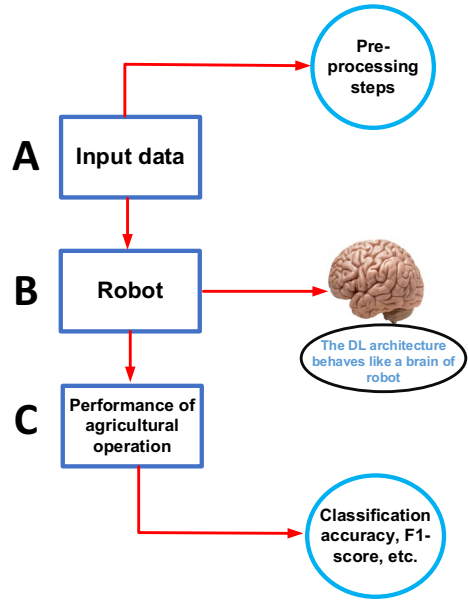 Pre-
processing
steps
A
Input data
B
Robot
The DL architecture
behaves like a brain of
robot
C
Performance of
agricultural
operation
Classification
accuracy, F1-
score, etc.